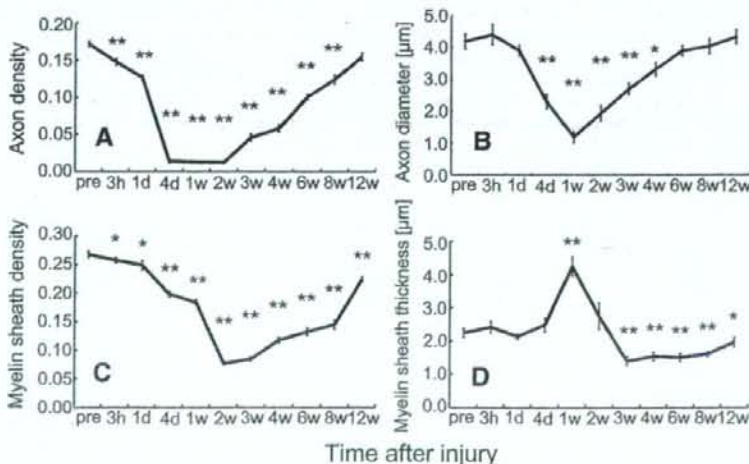 Axon density
0.20
0.15
0.10
0.05
0.00
A
** ** ** ** ** ** ** ** **
pre 3h 1d 4d 1w 2w 3w 4w 6w 8w 12w
Axon diameter [µm]
5.0
4.0
3.0
2.0
1.0
0.0
B
** ** ** ** *
pre 3h 1d 4d 1w 2w 3w 4w 6w 8w 12w
Myelin sheath density
0.30
0.25
0.20
0.15
0.10
0.05
0.00
C
* * ** ** ** ** ** ** ** **
pre 3h 1d 4d 1w 2w 3w 4w 6w 8w 12w
Myelin sheath thickness [µm]
5.0
4.0
3.0
2.0
1.0
0.0
D
** ** ** ** ** *
pre 3h 1d 4d 1w 2w 3w 4w 6w 8w 12w
Time after injury